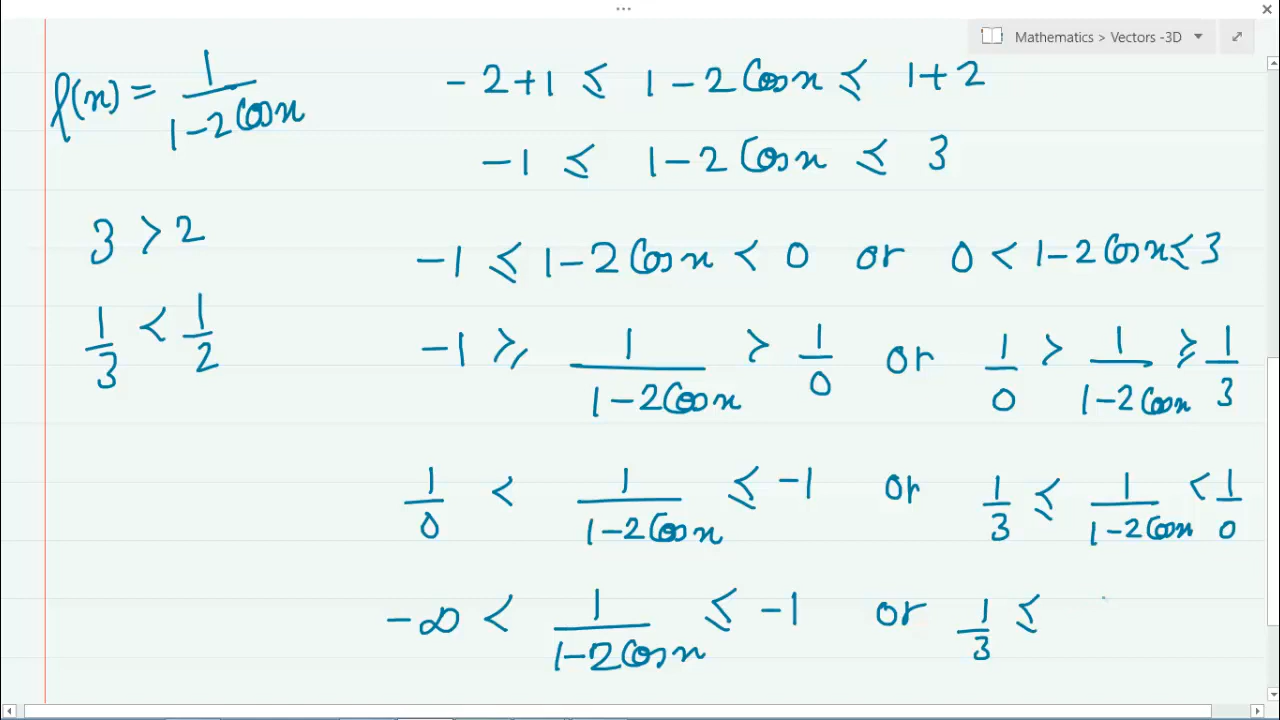 Mathematics > Vectors -3D
f(x) = 1/(1-2Cosx)
-2+1 ≤ 1-2Cosx ≤ 1+2
-1 ≤ 1-2Cosx ≤ 3
3 > 2
-1 ≤ 1-2Cosx < 0 or 0 < 1-2Cosx ≤ 3
1/3 < 1/2
-1 ≥ 1/(1-2Cosx) > 1/0 or 1/0 > 1/(1-2Cosx) ≥ 1/3
1/0 < 1/(1-2Cosx) ≤ -1 or 1/3 ≤ 1/(1-2Cosx) < 1/0
-∞ < 1/(1-2Cosx) ≤ -1 or 1/3 ≤